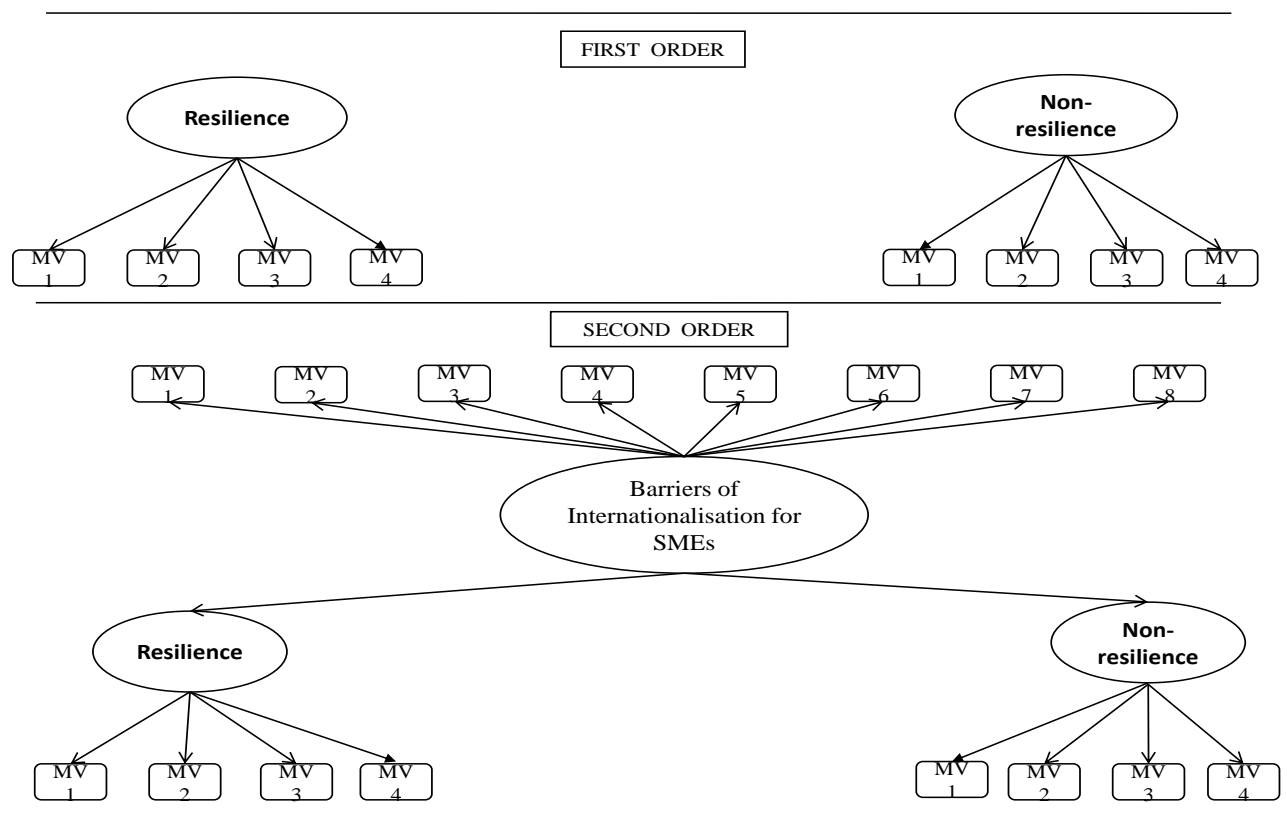 FIRST ORDER
Resilience
Non-
resilience
MV
1
MV
2
MV
3
MV
4
MV
1
MV
2
MV
3
MV
4
SECOND ORDER
MV
1
MV
2
MV
3
MV
4
MV
5
MV
6
MV
7
MV
8
Barriers of
Internationalisation for
SMEs
Resilience
Non-
resilience
MV
1
MV
2
MV
3
MV
4
MV
1
MV
2
MV
3
MV
4